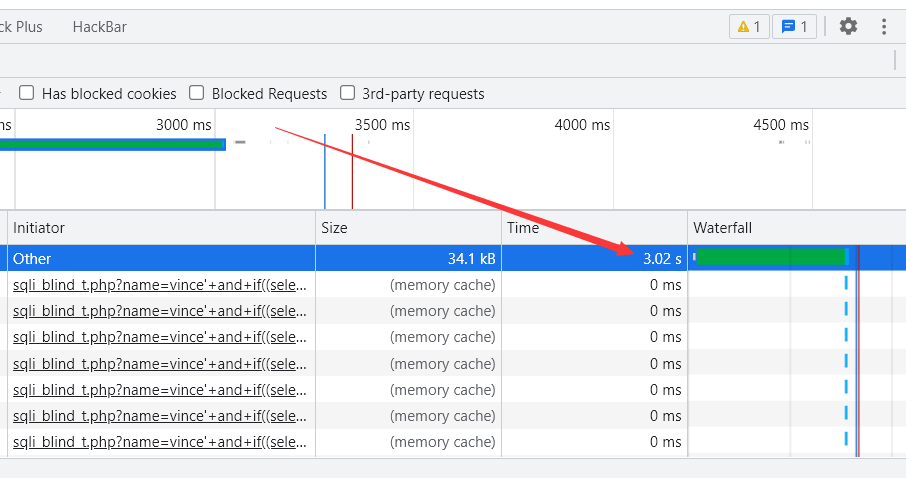 ck Plus HackBar 1 1
Has blocked cookies Blocked Requests 3rd-party requests
ms 3000 ms 3500 ms 4000 ms 4500 ms
Initiator Size Time Waterfall
Other 34.1 kB 3.02 s
sqli_blind_t.php?name=vince'+and+if((sele... (memory cache) 0 ms
sqli_blind_t.php?name=vince'+and+if((sele... (memory cache) 0 ms
sqli_blind_t.php?name=vince'+and+if((sele... (memory cache) 0 ms
sqli_blind_t.php?name=vince'+and+if((sele... (memory cache) 0 ms
sqli_blind_t.php?name=vince'+and+if((sele... (memory cache) 0 ms
sqli_blind_t.php?name=vince'+and+if((sele... (memory cache) 0 ms
sqli_blind_t.php?name=vince'+and+if((sele... (memory cache) 0 ms